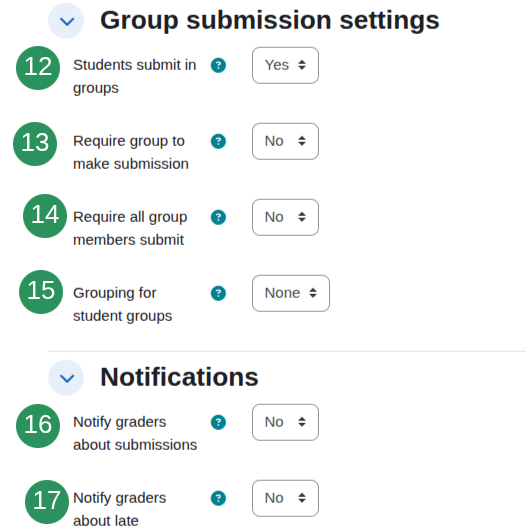 Group submission settings
12 Students submit in ? Yes
groups
13 Require group to ? No
make submission
14 Require all group ? No
members submit
15 Grouping for ? None
student groups
Notifications
16 Notify graders ? No
about submissions
17 Notify graders ? No
about late